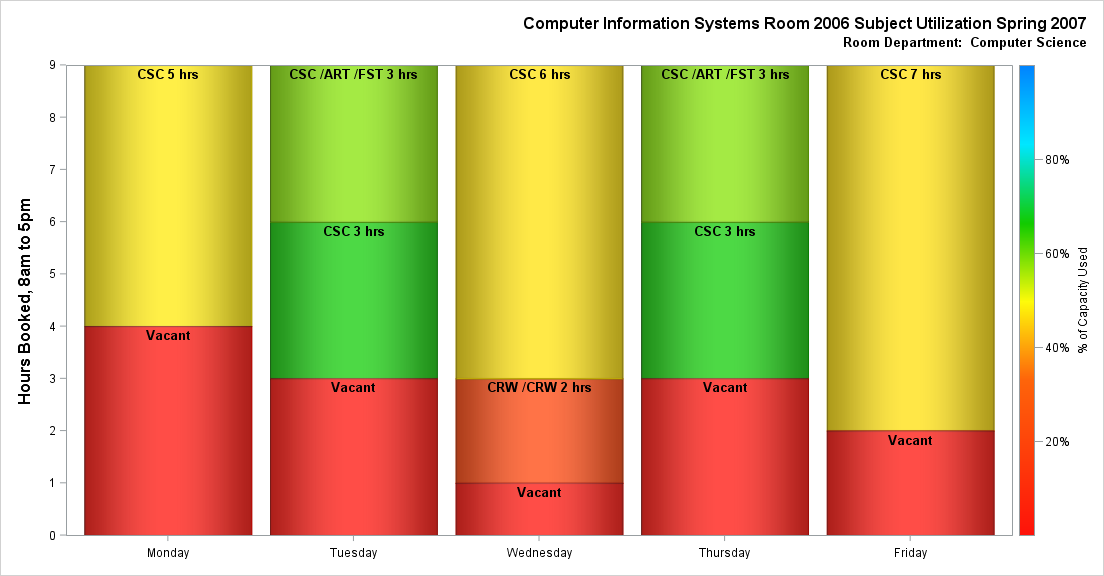 Computer Information Systems Room 2006 Subject Utilization Spring 2007
Room Department:  Computer Science
Hours Booked, 8am to 5pm
9
8
7
6
5
4
3
2
1
0
CSC 5 hrs
Vacant
CSC /ART /FST 3 hrs
CSC 3 hrs
Vacant
CSC 6 hrs
CRW /CRW 2 hrs
Vacant
CSC /ART /FST 3 hrs
CSC 3 hrs
Vacant
CSC 7 hrs
Vacant
Monday
Tuesday
Wednesday
Thursday
Friday
80%
60%
40%
20%
% of Capacity Used